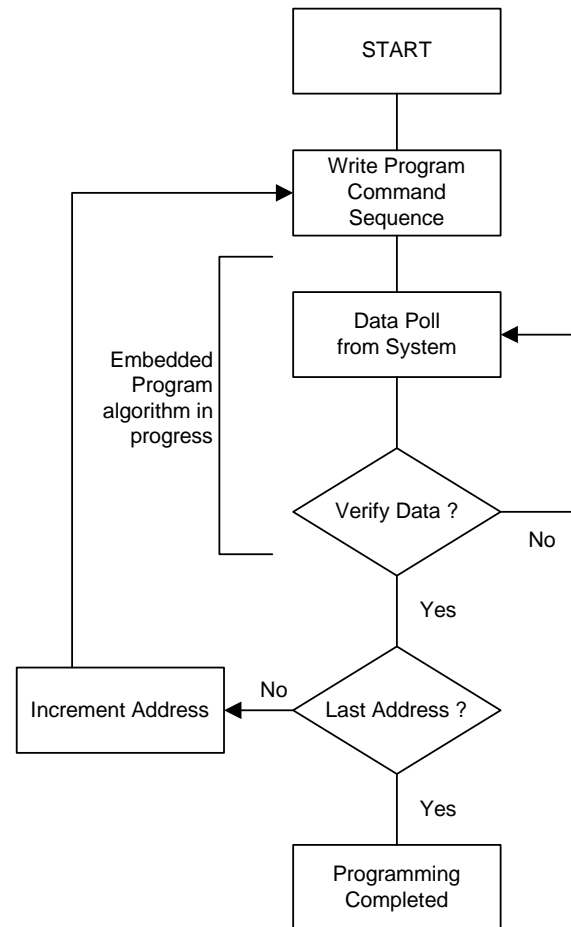 START
Write Program
Command
Sequence
Data Poll
from System
Embedded
Program
algorithm in
progress
Verify Data ?
No
Yes
Increment Address
No
Last Address ?
Yes
Programming
Completed